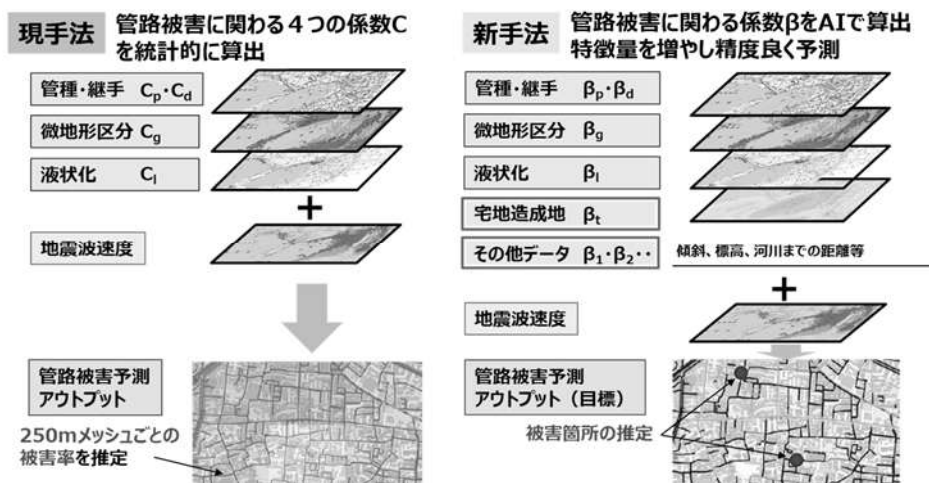 現手法
管路被害に関わる４つの係数C
を統計的に算出
管種・継手 Cp・Cd
微地形区分 Cg
液状化 Cl
+
地震波速度
管路被害予測
アウトプット
250mメッシュごとの
被害率を推定
新手法
管路被害に関わる係数βをAIで算出
特徴量を増やし精度良く予測
管種・継手 βp・βd
微地形区分 βg
液状化 βl
宅地造成地 βt
その他データ β1・β2・・
傾斜、標高、河川までの距離等
+
地震波速度
管路被害予測
アウトプット（目標）
被害箇所の推定